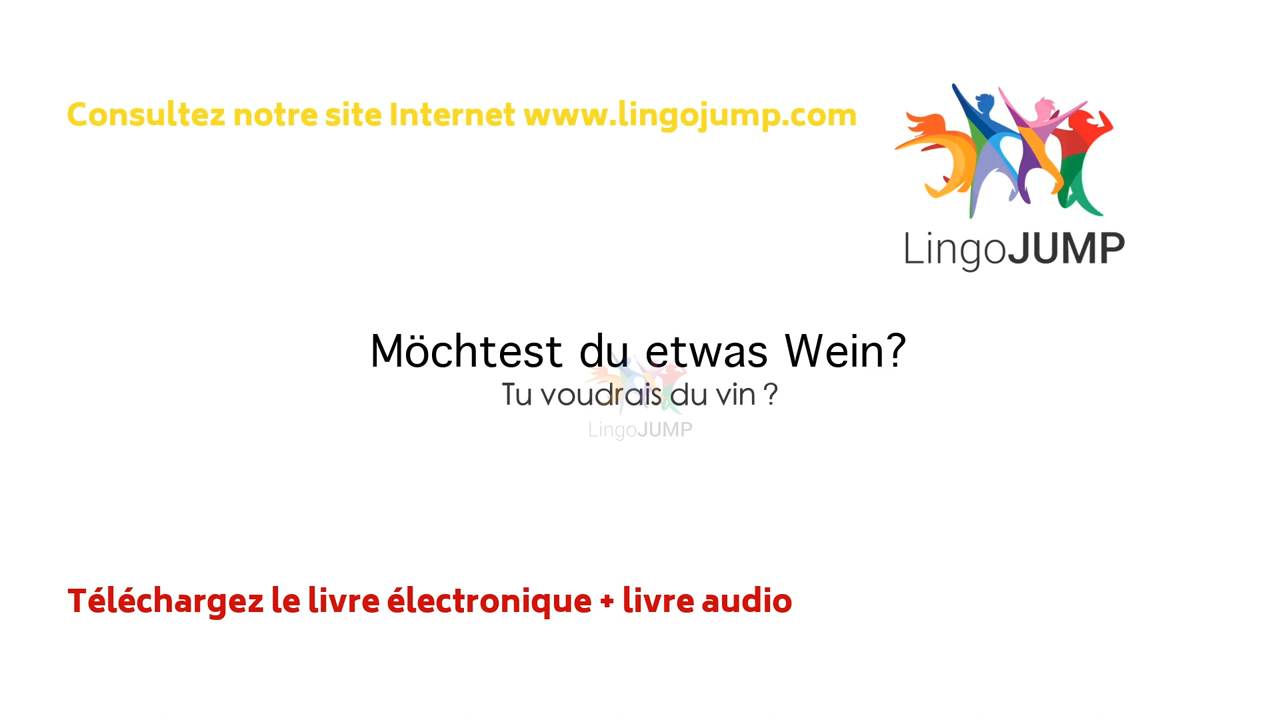 Consultez notre site Internet www.lingojump.com
LingoJUMP
Möchtest du etwas Wein?
Tu voudrais du vin ?
LingoJUMP
Téléchargez le livre électronique + livre audio